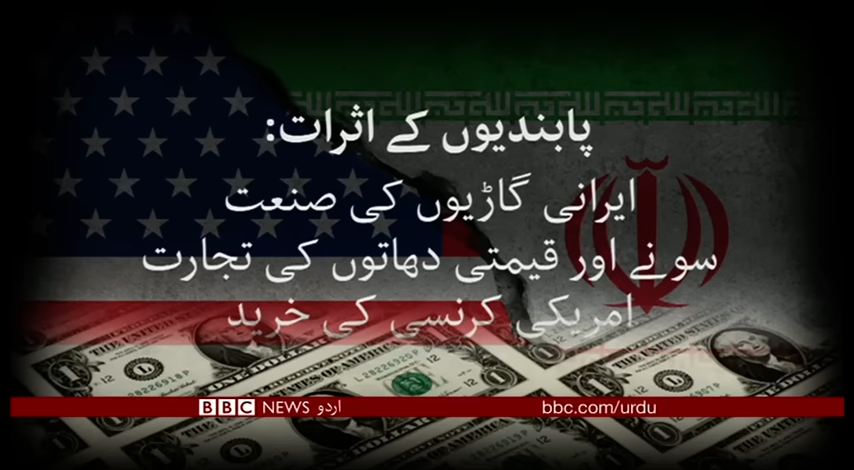 پابندیوں کے اثرات:
ایرانی گاڑیوں کی صنعت
سونے اور قیمتی دھاتوں کی تجارت
امریکی کرنسی کی خرید
BBC NEWS اردو
bbc.com/urdu